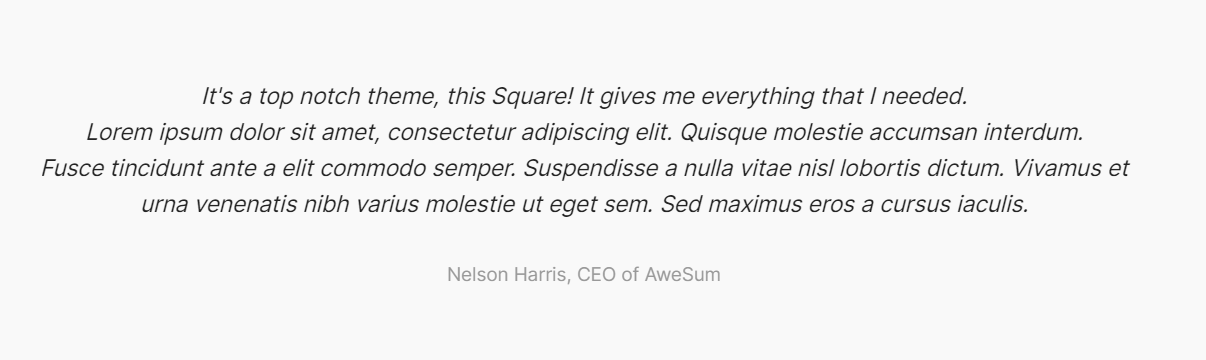 It's a top notch theme, this Square! It gives me everything that I needed.
Lorem ipsum dolor sit amet, consectetur adipiscing elit. Quisque molestie accumsan interdum.
Fusce tincidunt ante a elit commodo semper. Suspendisse a nulla vitae nisl lobortis dictum. Vivamus et
urna venenatis nibh varius molestie ut eget sem. Sed maximus eros a cursus iaculis.
Nelson Harris, CEO of AweSum